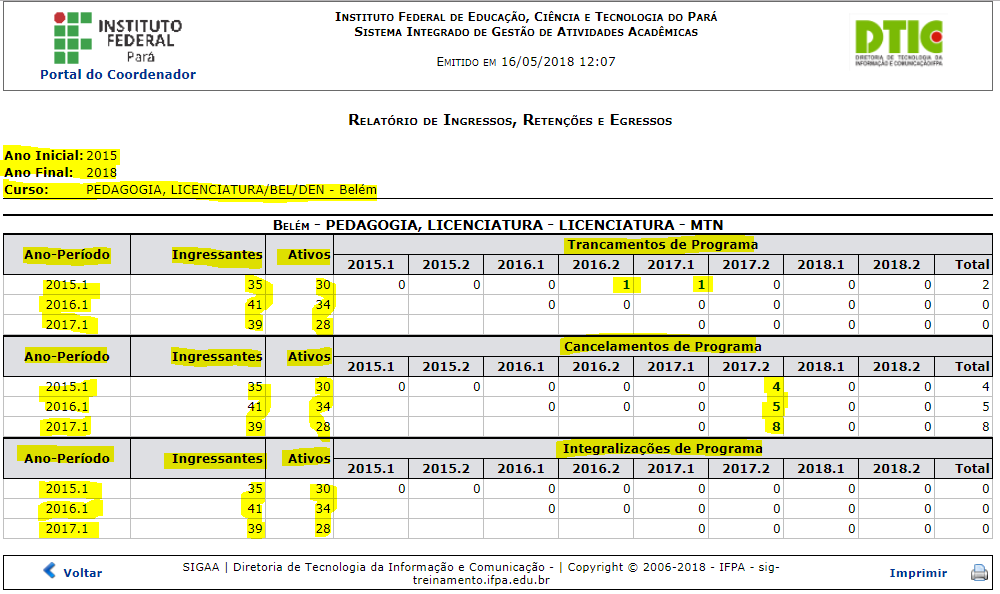 INSTITUTO
FEDERAL
Pará
Portal do Coordenador
Instituto Federal de Educação, Ciência e Tecnologia do Pará
Sistema Integrado de Gestão de Atividades Acadêmicas
Emitido em 16/05/2018 12:07
DTIC
DIRETORIA DE TECNOLOGIA DA
INFORMAÇÃO E COMUNICAÇÃO/IFPA
Relatório de Ingressos, Retenções e Egressos
Ano Inicial: 2015
Ano Final: 2018
Curso: PEDAGOGIA, LICENCIATURA/BEL/DEN - Belém
Belém - PEDAGOGIA, LICENCIATURA - LICENCIATURA - MTN
Ano-Período Ingressantes Ativos Trancamentos de Programa
2015.1 2015.2 2016.1 2016.2 2017.1 2017.2 2018.1 2018.2 Total
2015.1 35 30 0 0 0 1 1 0 0 0 2
2016.1 41 34 0 0 0 0 0 0 0
2017.1 39 28 0 0 0 0 0
Ano-Período Ingressantes Ativos Cancelamentos de Programa
2015.1 2015.2 2016.1 2016.2 2017.1 2017.2 2018.1 2018.2 Total
2015.1 35 30 0 0 0 0 0 4 0 0 4
2016.1 41 34 0 0 0 5 0 0 5
2017.1 39 28 0 8 0 0 8
Ano-Período Ingressantes Ativos Integralizações de Programa
2015.1 2015.2 2016.1 2016.2 2017.1 2017.2 2018.1 2018.2 Total
2015.1 35 30 0 0 0 0 0 0 0 0 0
2016.1 41 34 0 0 0 0 0 0 0
2017.1 39 28 0 0 0 0 0
Voltar
SIGAA | Diretoria de Tecnologia da Informação e Comunicação - | Copyright © 2006-2018 - IFPA - sig-
treinamento.ifpa.edu.br
Imprimir